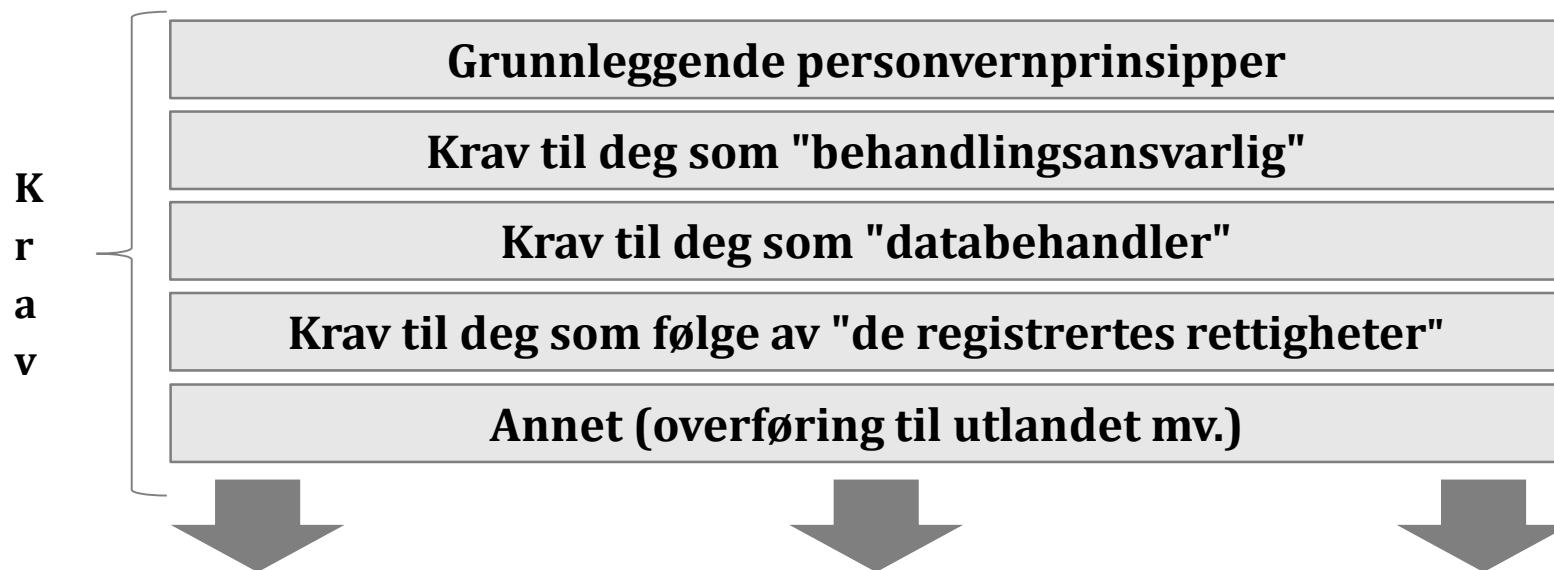 Grunnleggende personvernprinsipper
Krav til deg som "behandlingsansvarlig"
Krav
Krav til deg som "databehandler"
Krav til deg som følge av "de registrertes rettigheter"
Annet (overføring til utlandet mv.)